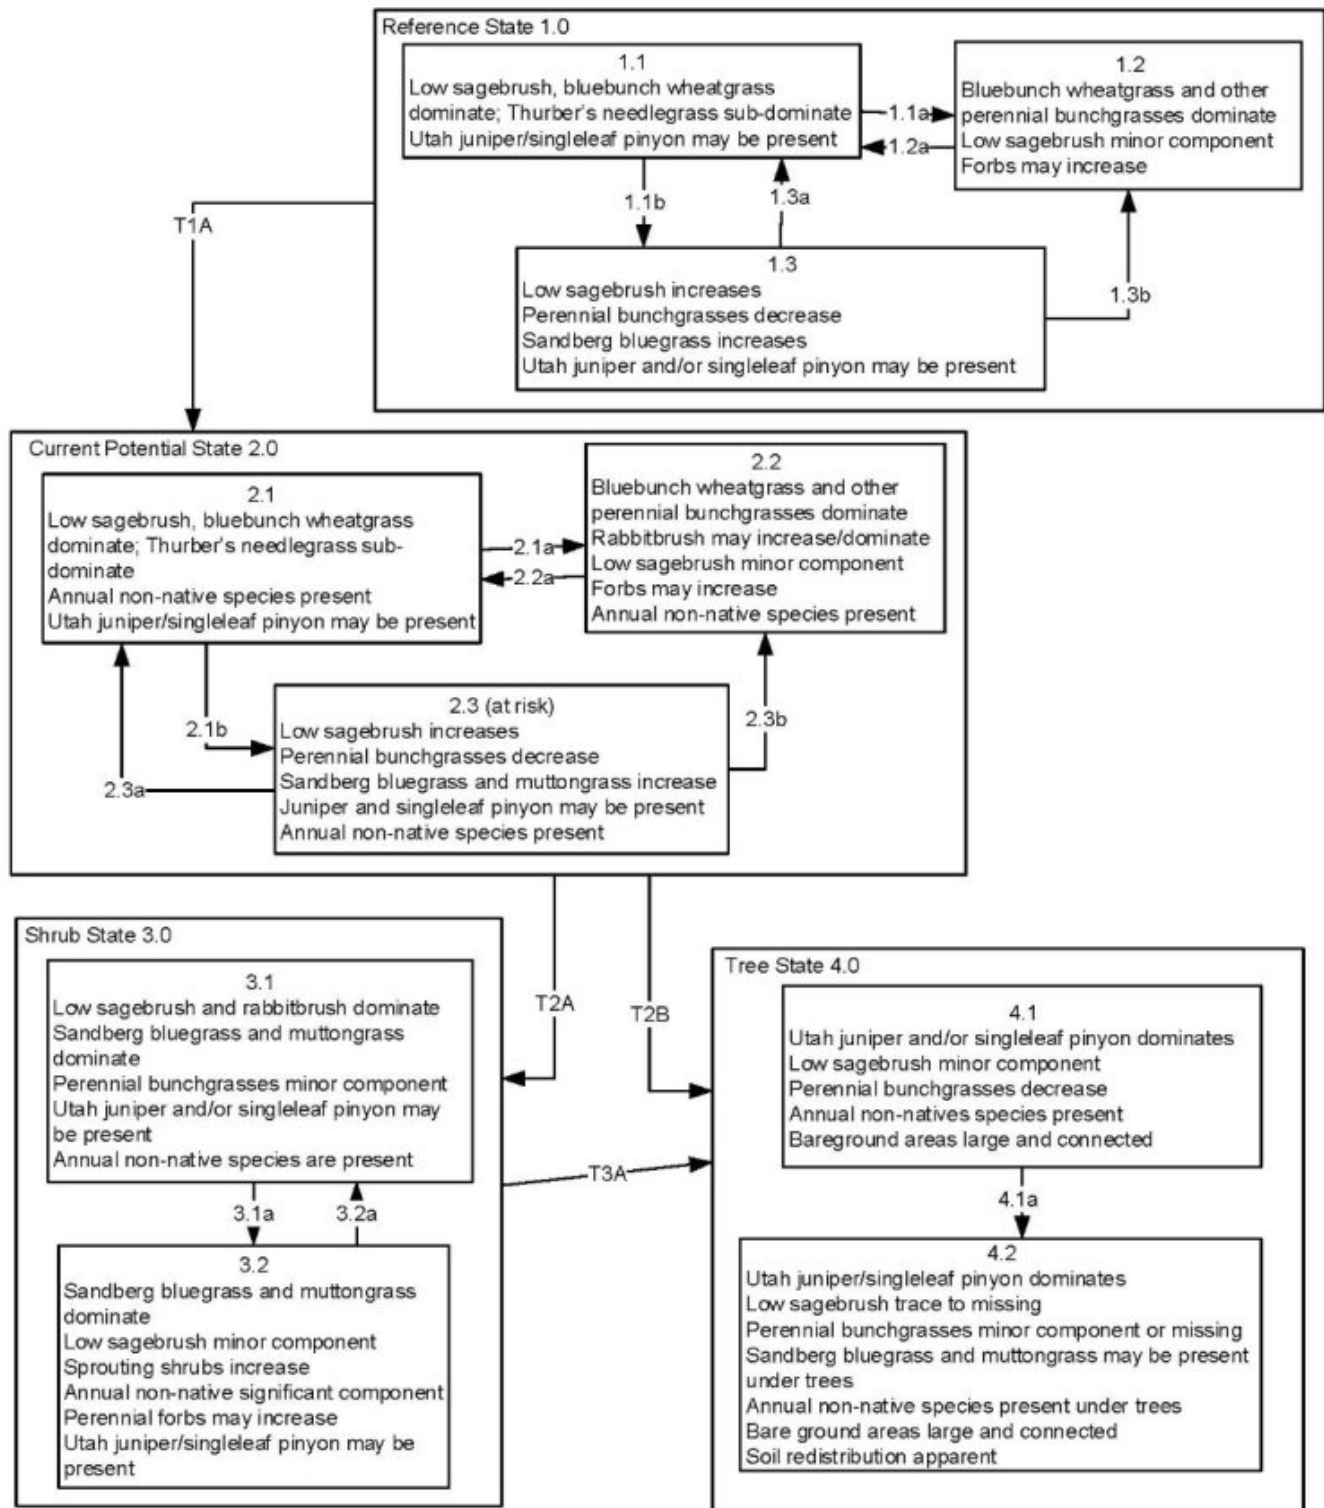 Reference State 1.0
1.1
Low sagebrush, bluebunch wheatgrass
dominate; Thurber's needlegrass sub-dominate
Utah juniper/singleleaf pinyon may be present
1.1a
1.2a
1.2
Bluebunch wheatgrass and other
perennial bunchgrasses dominate
Low sagebrush minor component
Forbs may increase
1.1b
1.3a
1.3b
1.3
Low sagebrush increases
Perennial bunchgrasses decrease
Sandberg bluegrass increases
Utah juniper and/or singleleaf pinyon may be present
T1A
Current Potential State 2.0
2.1
Low sagebrush, bluebunch wheatgrass
dominate; Thurber's needlegrass sub-
dominate
Annual non-native species present
Utah juniper/singleleaf pinyon may be present
2.1a
2.2a
2.2
Bluebunch wheatgrass and other
perennial bunchgrasses dominate
Rabbitbrush may increase/dominate
Low sagebrush minor component
Forbs may increase
Annual non-native species present
2.1b
2.3a
2.3b
2.3 (at risk)
Low sagebrush increases
Perennial bunchgrasses decrease
Sandberg bluegrass and muttongrass increase
Juniper and singleleaf pinyon may be present
Annual non-native species present
T2A
T2B
Shrub State 3.0
3.1
Low sagebrush and rabbitbrush dominate
Sandberg bluegrass and muttongrass
dominate
Perennial bunchgrasses minor component
Utah juniper and/or singleleaf pinyon may
be present
Annual non-native species are present
3.1a
3.2a
3.2
Sandberg bluegrass and muttongrass
dominate
Low sagebrush minor component
Sprouting shrubs increase
Annual non-native significant component
Perennial forbs may increase
Utah juniper/singleleaf pinyon may be
present
T3A
Tree State 4.0
4.1
Utah juniper and/or singleleaf pinyon dominates
Low sagebrush minor component
Perennial bunchgrasses decrease
Annual non-natives species present
Bareground areas large and connected
4.1a
4.2
Utah juniper/singleleaf pinyon dominates
Low sagebrush trace to missing
Perennial bunchgrasses minor component or missing
Sandberg bluegrass and muttongrass may be present
under trees
Annual non-native species present under trees
Bare ground areas large and connected
Soil redistribution apparent